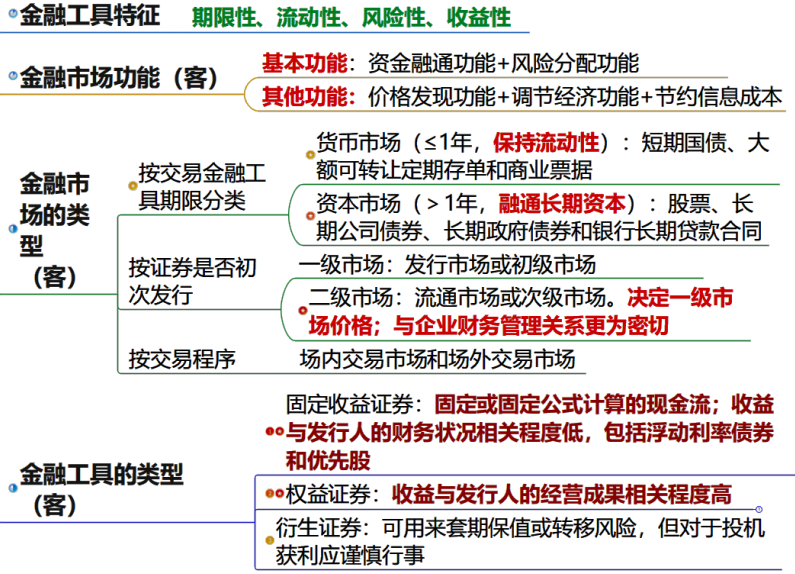 金融工具特征 期限性、流动性、风险性、收益性
金融市场功能（客）
基本功能：资金融通功能+风险分配功能
其他功能：价格发现功能+调节经济功能+节约信息成本
金融市
场的类
型
（客）
按交易金融工
具期限分类
货币市场（≤1年，保持流动性）：短期国债、大
额可转让定期存单和商业票据
资本市场（＞1年，融通长期资本）：股票、长
期公司债券、长期政府债券和银行长期贷款合同
按证券是否初
次发行
一级市场：发行市场或初级市场
二级市场：流通市场或次级市场。决定一级市
场价格；与企业财务管理关系更为密切
按交易程序 场内交易市场和场外交易市场
金融工具的类型
（客）
固定收益证券：固定或固定公式计算的现金流；收益
与发行人的财务状况相关程度低，包括浮动利率债券
和优先股
权益证券：收益与发行人的经营成果相关程度高
衍生证券：可用来套期保值或转移风险，但对于投机
获利应谨慎行事